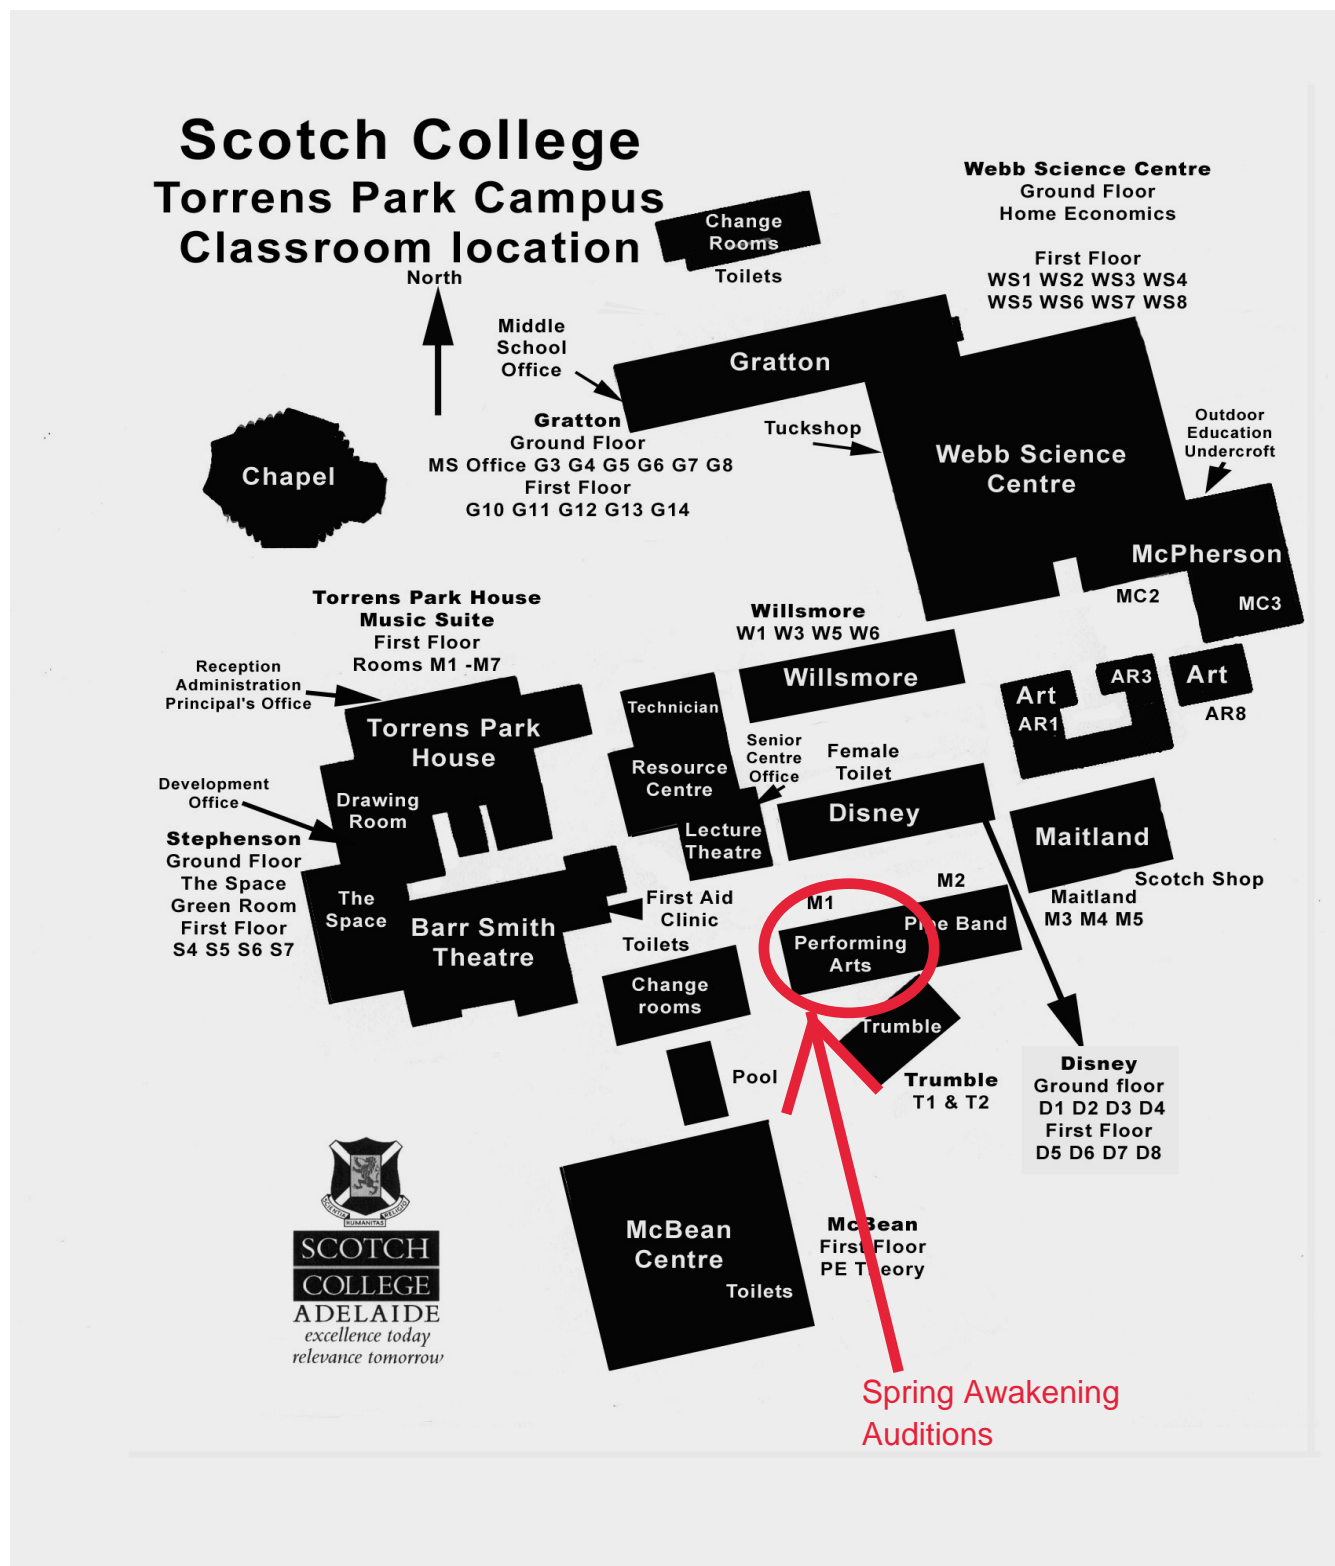 Scotch College
Torrens Park Campus
Classroom location
North
Change
Rooms
Toilets
Webb Science Centre
Ground Floor
Home Economics
First Floor
WS1 WS2 WS3 WS4
WS5 WS6 WS7 WS8
Middle
School
Office
Gratton
Gratton
Ground Floor
MS Office G3 G4 G5 G6 G7 G8
First Floor
G10 G11 G12 G13 G14
Tuckshop
Webb Science
Centre
Outdoor
Education
Undercroft
Chapel
McPherson
MC2
MC3
Torrens Park House
Music Suite
First Floor
Rooms M1 -M7
Reception
Administration
Principal's Office
Torrens Park
House
Willsmore
W1 W3 W5 W6
Willsmore
Technician
Resource
Centre
Lecture
Theatre
Senior
Centre
Office
Female
Toilet
Disney
Art
AR1
AR3
Art
AR8
Development
Office
Drawing
Room
Stephenson
Ground Floor
The Space
Green Room
First Floor
S4 S5 S6 S7
The
Space
Barr Smith
Theatre
First Aid
Clinic
Toilets
Change
rooms
Maitland
Scotch Shop
Maitland
M3 M4 M5
M1
M2
Performing
Arts
Pipe Band
Trumble
Trumble
T1 & T2
Pool
Disney
Ground floor
D1 D2 D3 D4
First Floor
D5 D6 D7 D8
McBean
Centre
Toilets
McBean
First Floor
PE Theory
SCIENTIA
HUMANITAS
RELIGIO
SCOTCH
COLLEGE
ADELAIDE
excellence today
relevance tomorrow
Spring Awakening
Auditions